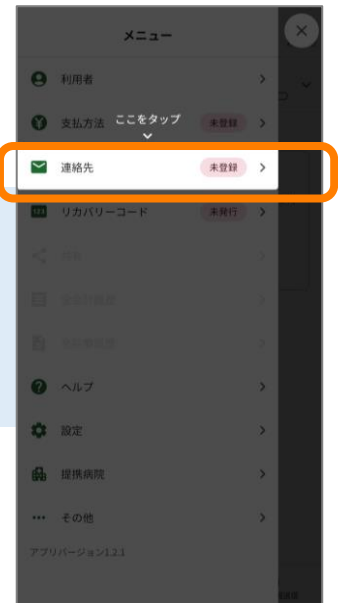 メニュー
利用者
支払方法
ここをタップ
未登録
連絡先
未登録
123
リカバリーコード
未発行
ヘルプ
設定
提携病院
その他
アプリバージョン1.2.1